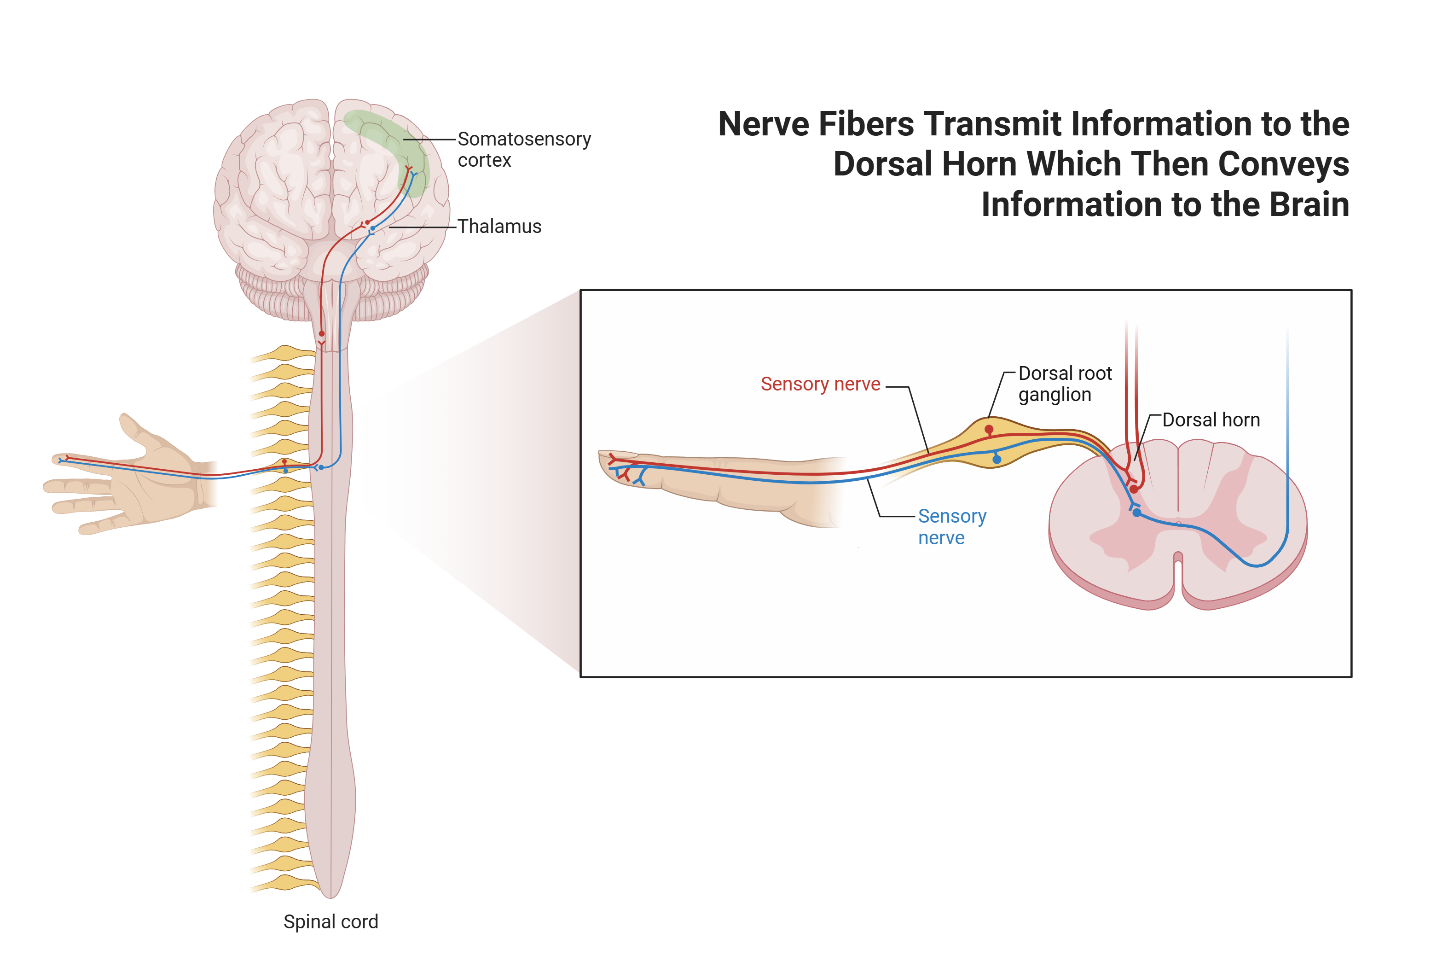 Nerve Fibers Transmit Information to the
Dorsal Horn Which Then Conveys
Information to the Brain
Somatosensory
cortex
Thalamus
Sensory nerve
Dorsal root
ganglion
Dorsal horn
Sensory
nerve
Spinal cord